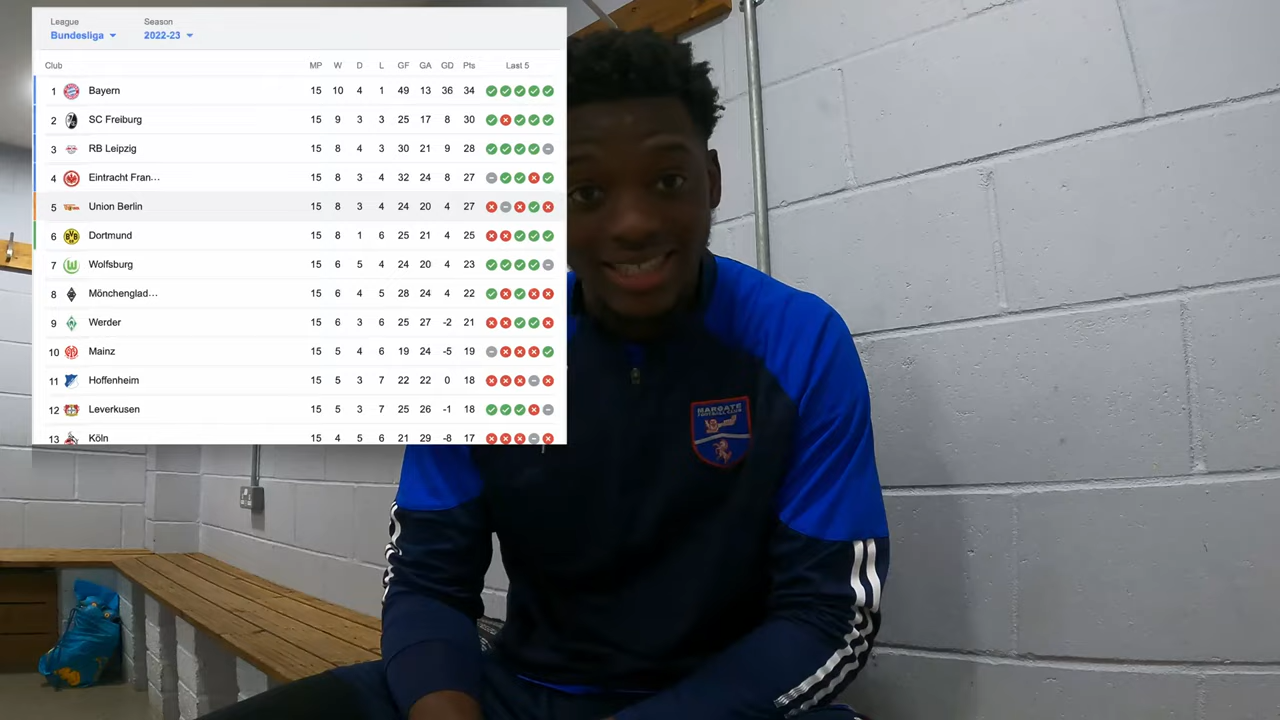 League Season
Bundesliga 2022-23
Club MP W D L GF GA GD Pts Last 5
1 Bayern 15 10 4 1 49 13 36 34
2 SC Freiburg 15 9 3 3 25 17 8 30
3 RB Leipzig 15 8 4 3 30 21 9 28
4 Eintracht Fran... 15 8 3 4 32 24 8 27
5 Union Berlin 15 8 3 4 24 20 4 27
6 Dortmund 15 8 1 6 25 21 4 25
7 Wolfsburg 15 6 5 4 24 20 4 23
8 Mönchenglad... 15 6 4 5 28 24 4 22
9 Werder 15 6 3 6 25 27 -2 21
10 Mainz 15 5 4 6 19 24 -5 19
11 Hoffenheim 15 5 3 7 22 22 0 18
12 Leverkusen 15 5 3 7 25 26 -1 18
13 Köln 15 4 5 6 21 29 -8 17
MARGATE
FOOTBALL CLUB